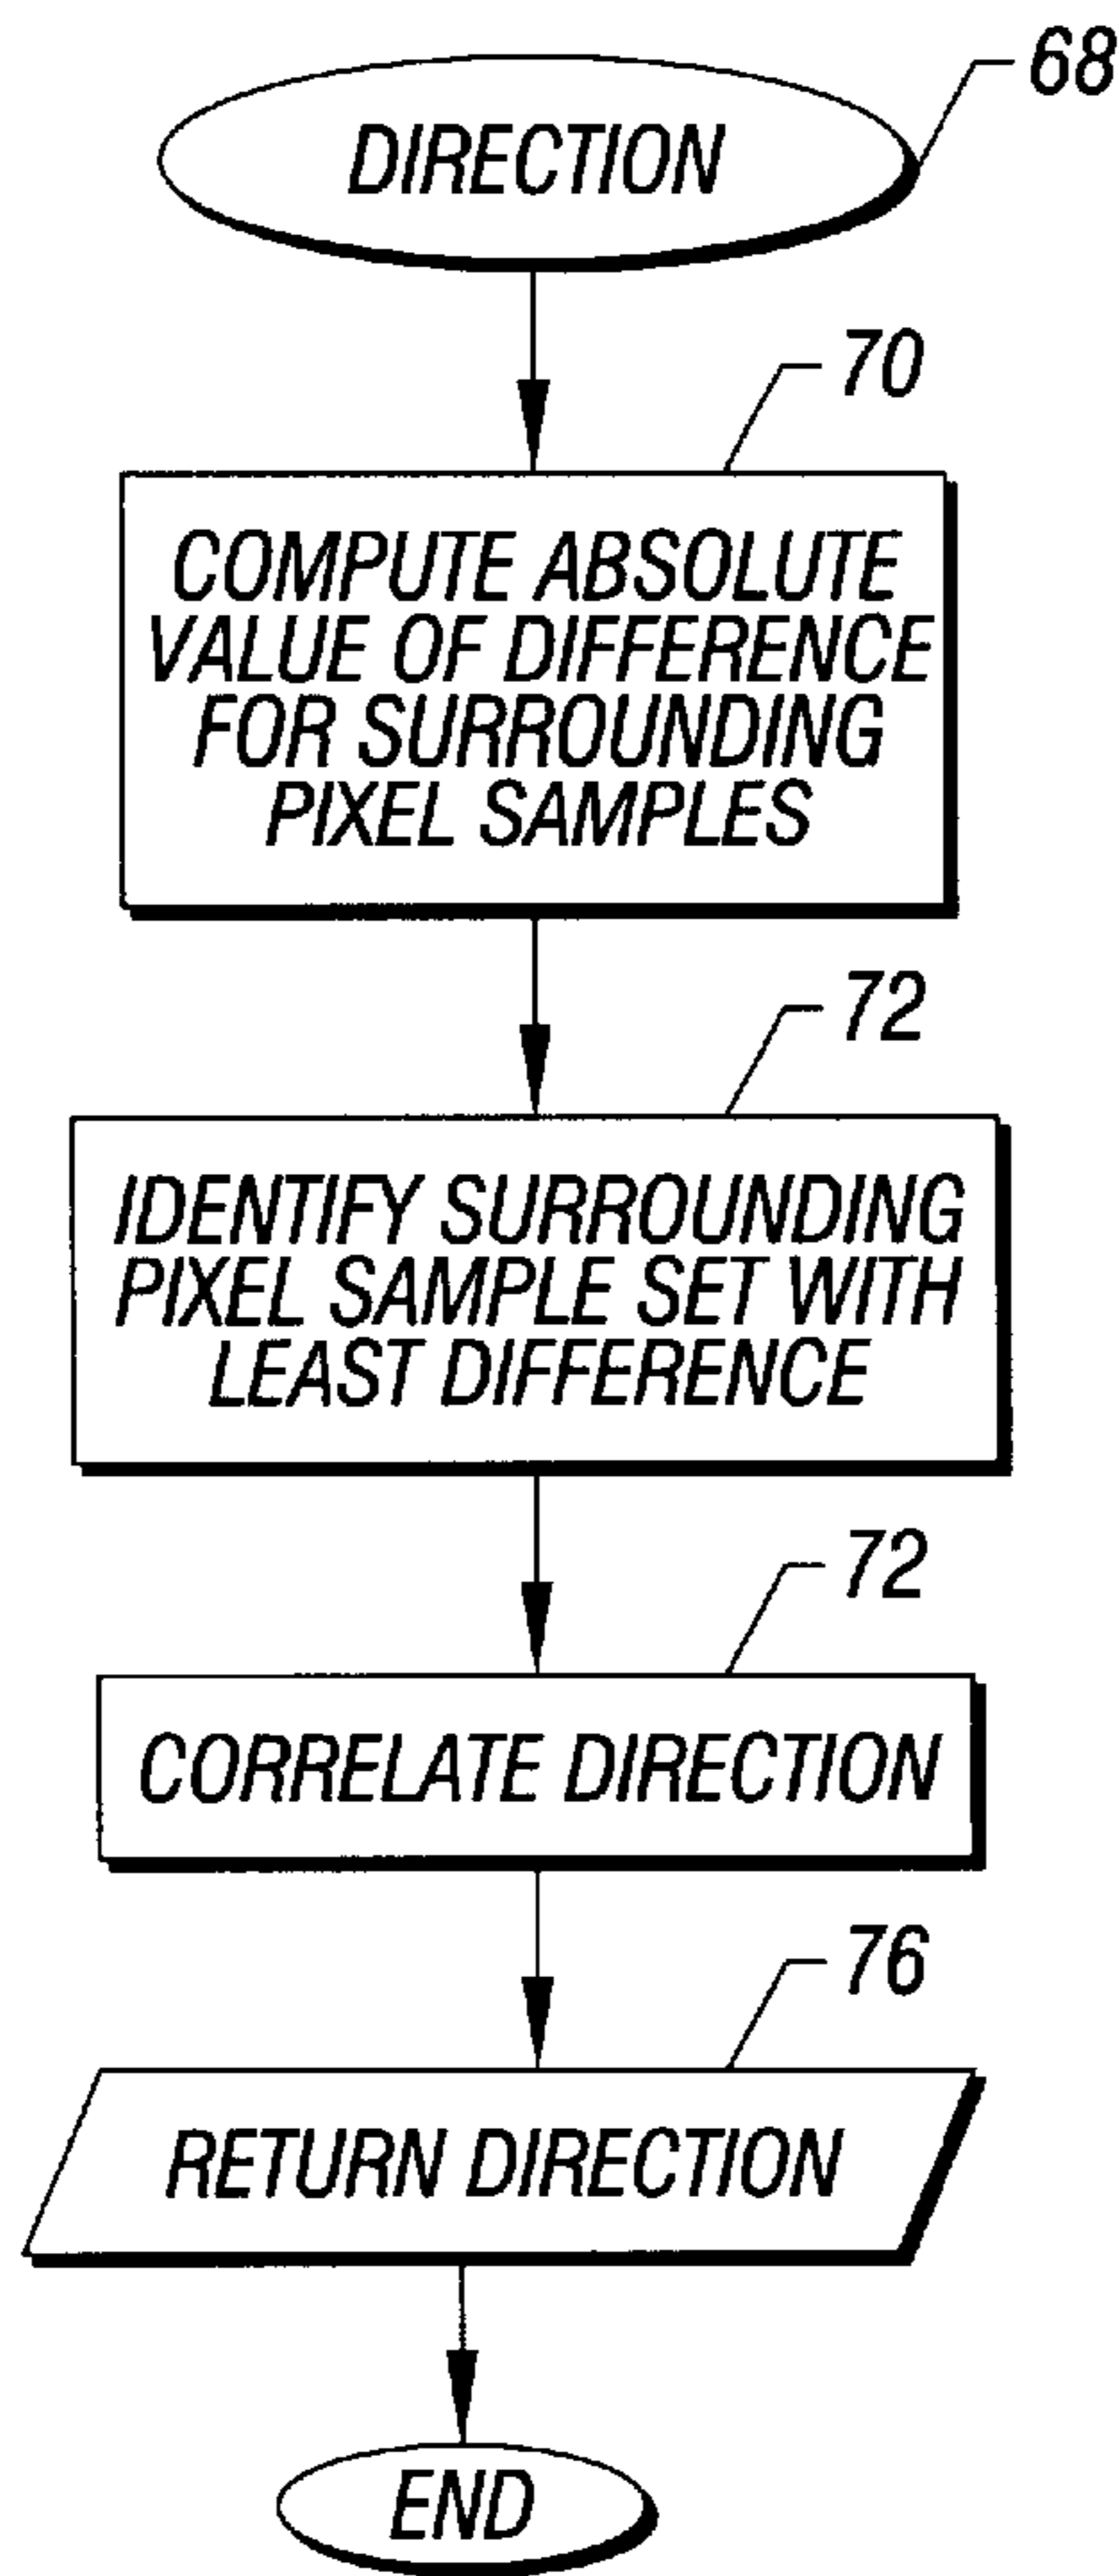 68
DIRECTION
70
COMPUTE ABSOLUTE
VALUE OF DIFFERENCE
FOR SURROUNDING
PIXEL SAMPLES
72
IDENTIFY SURROUNDING
PIXEL SAMPLE SET WITH
LEAST DIFFERENCE
72
CORRELATE DIRECTION
76
RETURN DIRECTION
END